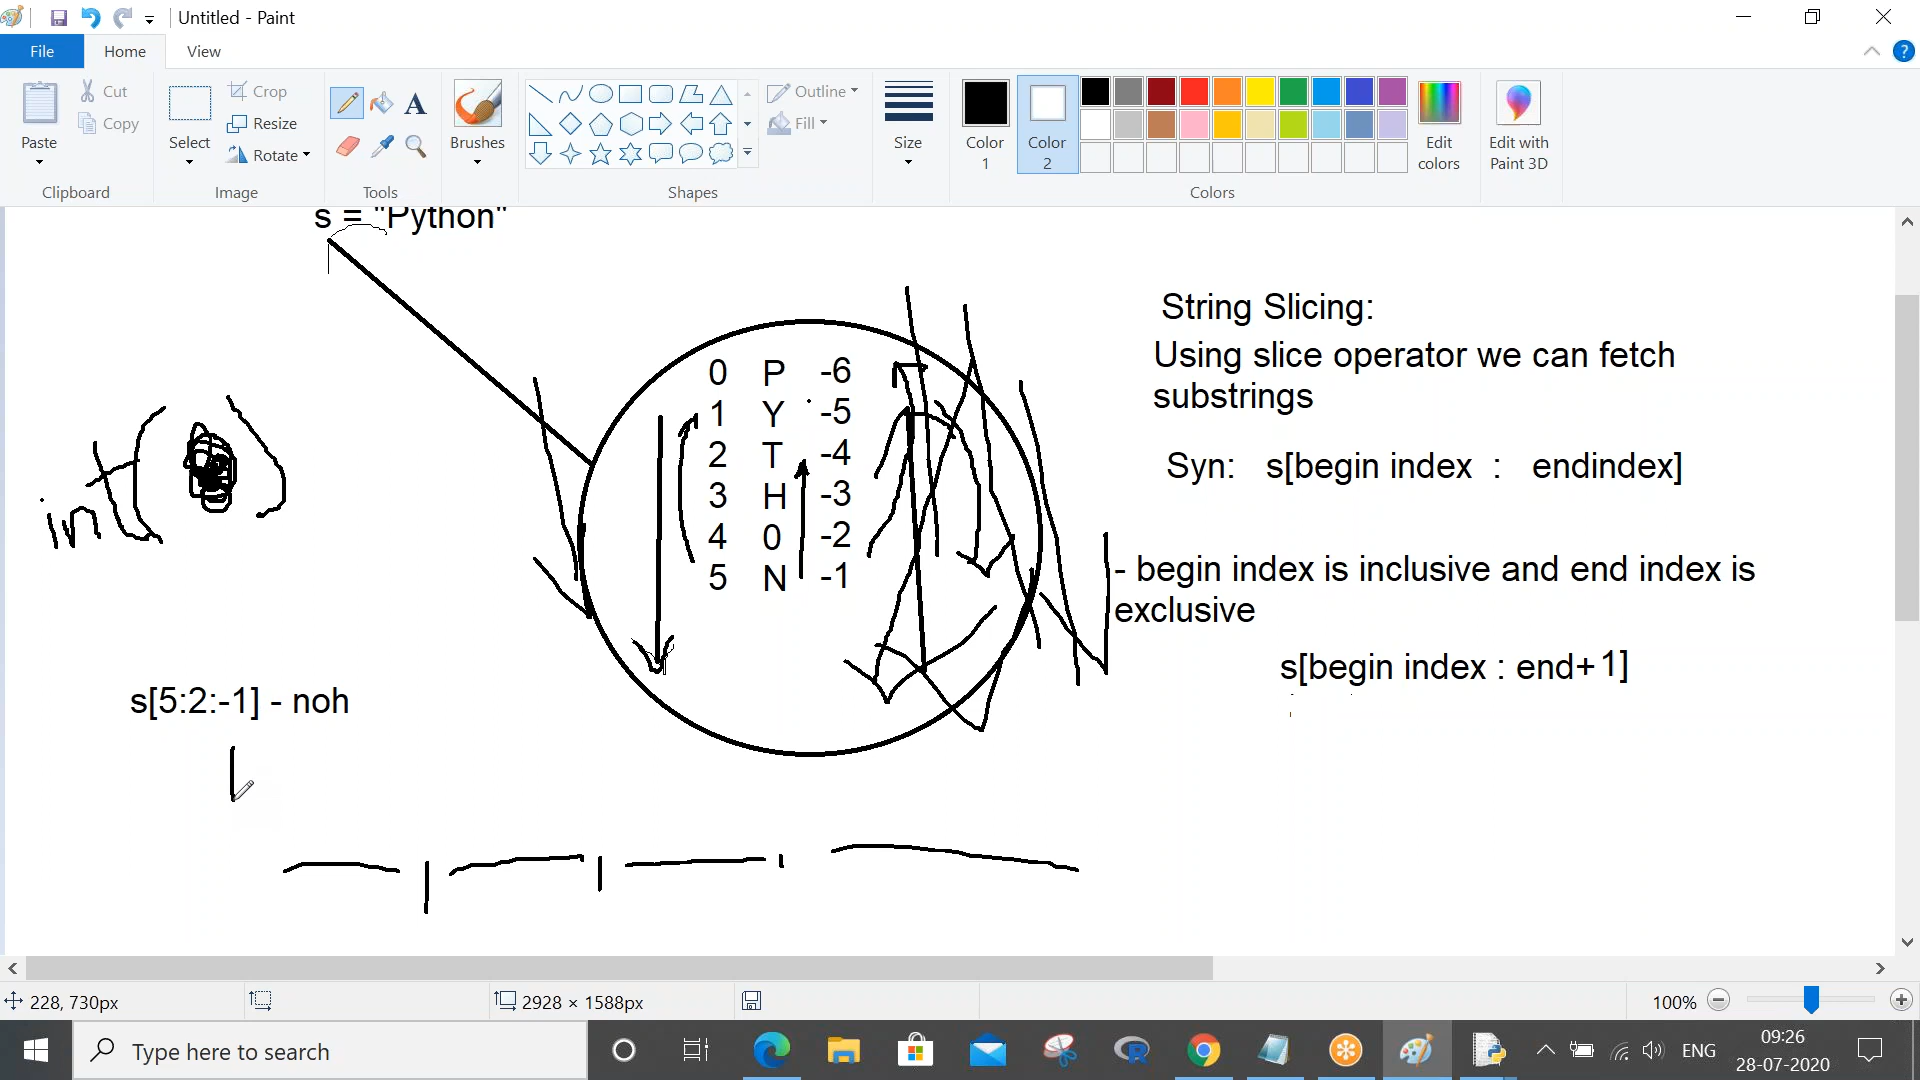 Untitled - Paint
File
Home
View
Paste
Cut
Copy
Clipboard
Select
Crop
Resize
Rotate
Image
A
Tools
Brushes
Outline
Fill
Shapes
Size
Color
1
Color
2
Colors
Edit
colors
Edit with
Paint 3D
?
s = "Python"
0 P -6
1 Y -5
2 T -4
3 H -3
4 0 -2
5 N -1
int( )
s[5:2:-1] - noh
String Slicing:
Using slice operator we can fetch
substrings
Syn: s[begin index : endindex]
- begin index is inclusive and end index is
exclusive
s[begin index : end+1]
228, 730px
2928 × 1588px
100%
Type here to search
R
ENG
09:26
28-07-2020